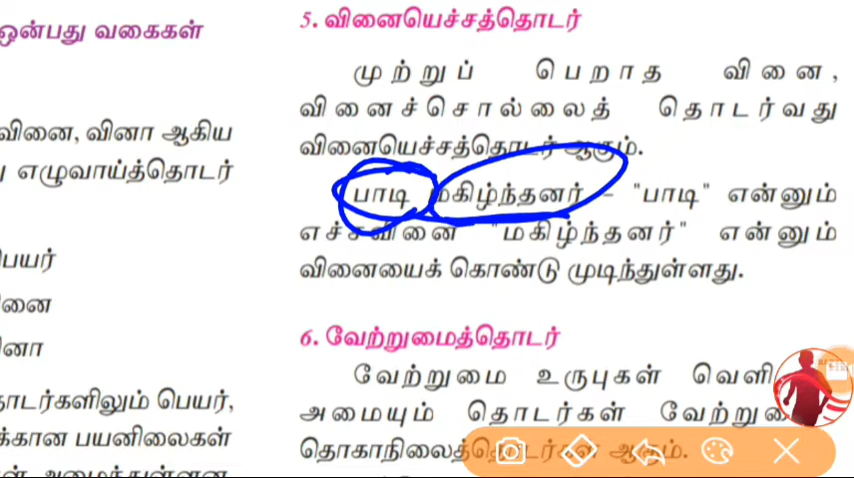 ஒன்பது வகைகள்
வினை, வினா ஆகிய
எழுவாய்த்தொடர்
பெயர்
வினை
வினா
தொடர்களிலும் பெயர்,
பயனிலைகள்
5. வினையெச்சத்தொடர்
முற்றுப் பெறாத வினை,
வினைச்சொல்லைத் தொடர்வது
வினையெச்சத்தொடர் ஆகும்.
பாடி மகிழ்ந்தனர் - "பாடி" என்னும்
எச்சவினை "மகிழ்ந்தனர்" என்னும்
வினையைக் கொண்டு முடிந்துள்ளது.
6. வேற்றுமைத்தொடர்
வேற்றுமை உருபுகள் வெளி
அமையும் தொடர்கள்
தொகாநிலைத்தொடர்கள் ஆகும்.